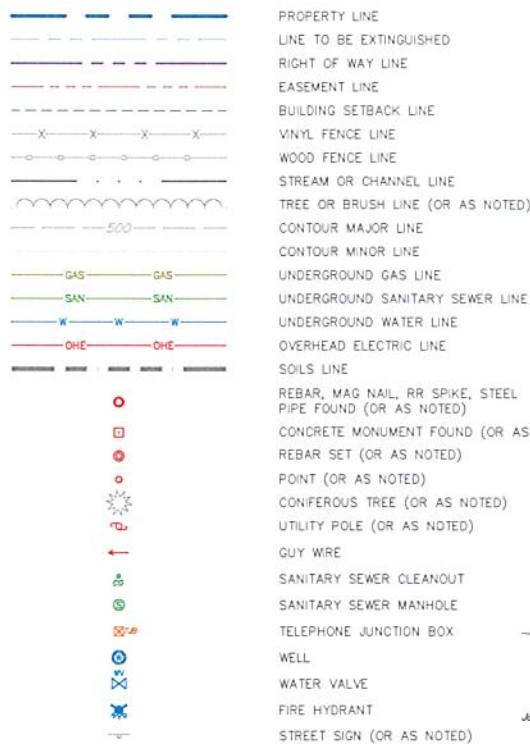 PROPERTY LINE
LINE TO BE EXTINGUISHED
RIGHT OF WAY LINE
EASEMENT LINE
BUILDING SETBACK LINE
X X X X VINYL FENCE LINE
WOOD FENCE LINE
STREAM OR CHANNEL LINE
TREE OR BRUSH LINE (OR AS NOTED)
500 CONTOUR MAJOR LINE
CONTOUR MINOR LINE
GAS GAS UNDERGROUND GAS LINE
SAN SAN UNDERGROUND SANITARY SEWER LINE
W W W UNDERGROUND WATER LINE
OHE OHE OVERHEAD ELECTRIC LINE
SOILS LINE
REBAR, MAG NAIL, RR SPIKE, STEEL
PIPE FOUND (OR AS NOTED)
CONCRETE MONUMENT FOUND (OR AS
REBAR SET (OR AS NOTED)
POINT (OR AS NOTED)
CONIFEROUS TREE (OR AS NOTED)
UTILITY POLE (OR AS NOTED)
GUY WIRE
CO SANITARY SEWER CLEANOUT
S SANITARY SEWER MANHOLE
TELEPHONE JUNCTION BOX
WELL
WV WATER VALVE
FIRE HYDRANT
STREET SIGN (OR AS NOTED)